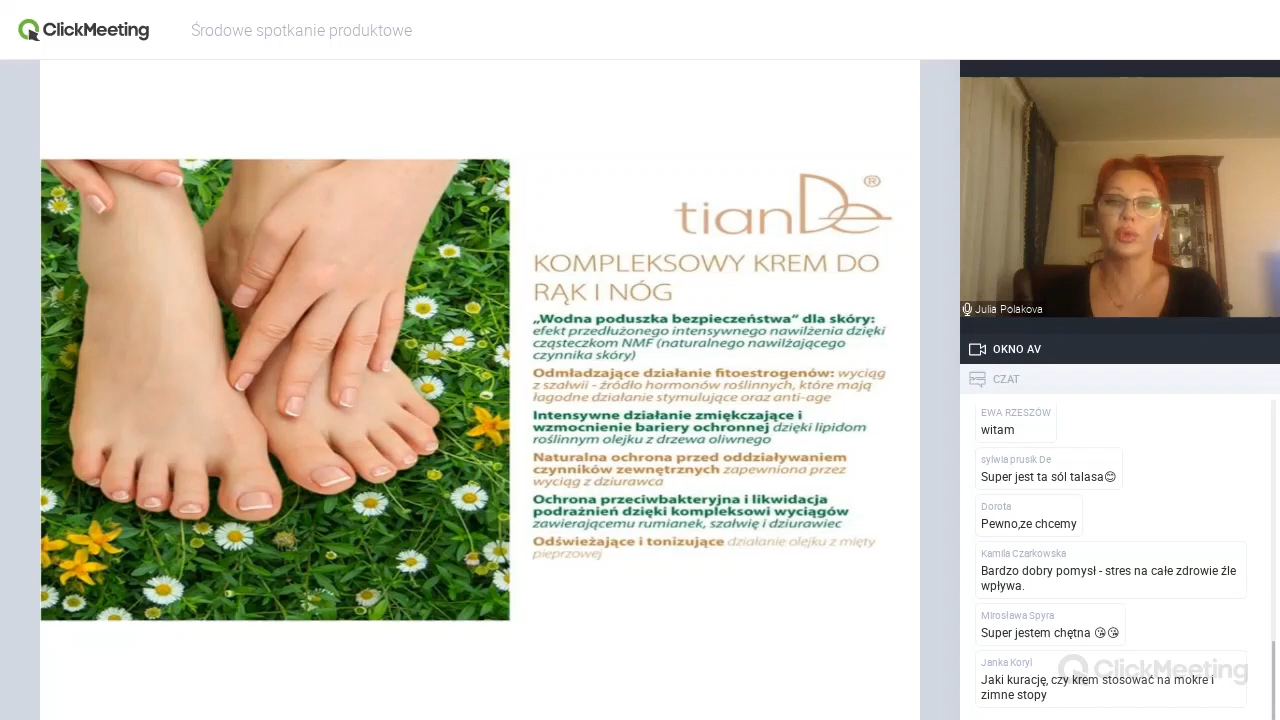 ClickMeeting
Środowe spotkanie produktowe
tianDe®
KOMPLEKSOWY KREM DO
RĄK I NÓG
„Wodna poduszka bezpieczeństwa“ dla skóry:
efekt przedłużonego intensywnego nawilżenia dzięki
cząsteczkom NMF (naturalnego nawilżającego
czynnika skóry)
Odmładzające działanie fitoestrogenów: wyciąg
z szałwii - źródło hormonów roślinnych, które mają
łagodne działanie stymulujące oraz anti-age
Intensywne działanie zmiękczające i
wzmocnienie bariery ochronnej dzięki lipidom
roślinnym olejku z drzewa oliwnego
Naturalna ochrona przed oddziaływaniem
czynników zewnętrznych zapewniona przez
wyciąg z dziurawca
Ochrona przeciwbakteryjna i likwidacja
podrażnień dzięki kompleksowi wyciągów
zawierającemu rumianek, szałwię i dziurawiec
Odświeżające i tonizujące działanie olejku z mięty
pieprzowej
Julia Polakova
OKNO AV
CZAT
EWA RZESZÓW
witam
sylwia prusik De
Super jest ta sól talasa😊
Dorota
Pewno,ze chcemy
Kamila Czarkowska
Bardzo dobry pomysł - stres na całe zdrowie źle
wpływa.
Mirosława Spyra
Super jestem chętna 😘😘
Janka Koryl
Jaki kurację, czy krem stosować na mokre i
zimne stopy
ClickMeeting